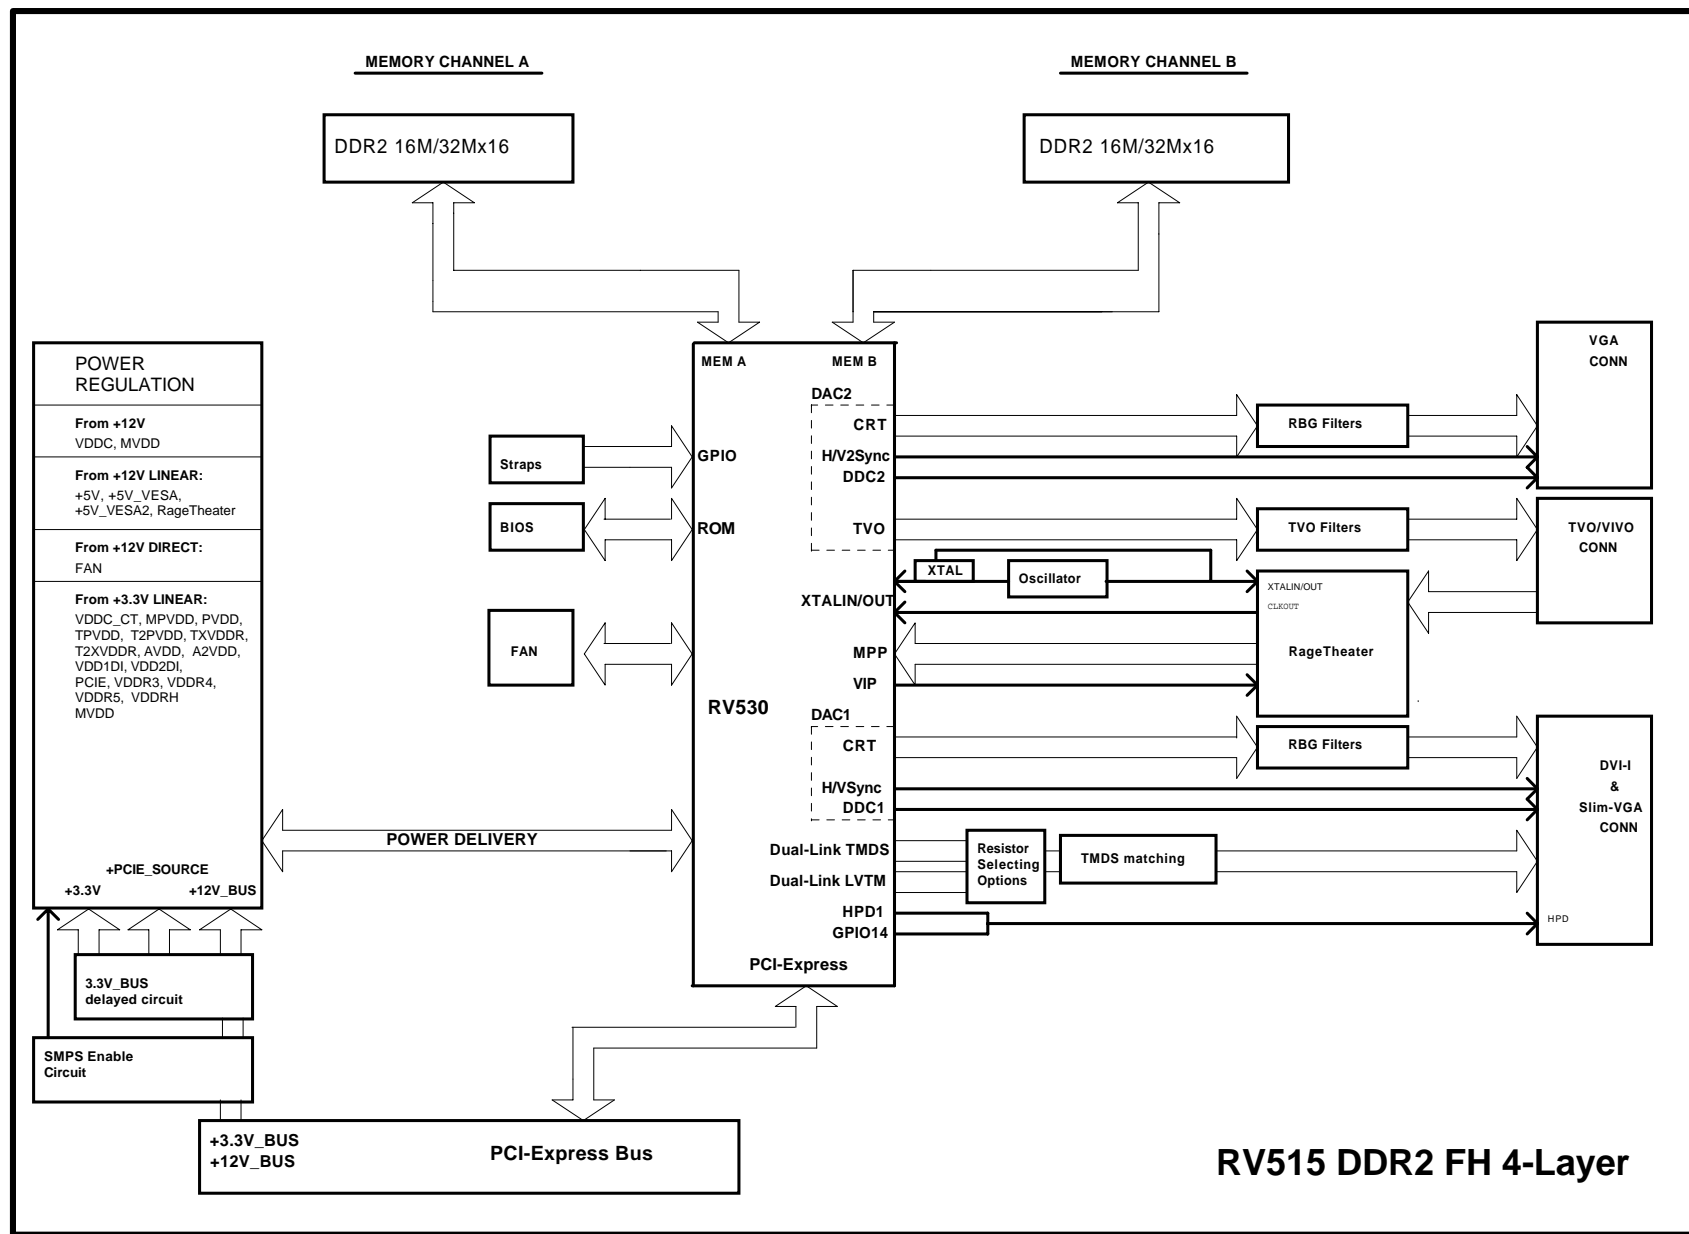 MEMORY CHANNEL A
MEMORY CHANNEL B
DDR2 16M/32Mx16
DDR2 16M/32Mx16
POWER
REGULATION
From +12V
VDDC, MVDD
From +12V LINEAR:
+5V, +5V_VESA,
+5V_VESA2, RageTheater
From +12V DIRECT:
FAN
From +3.3V LINEAR:
VDDC_CT, MPVDD, PVDD,
TPVDD, T2PVDD, TXVDDR,
T2XVDDR, AVDD, A2VDD,
VDD1DI, VDD2DI,
PCIE, VDDR3, VDDR4,
VDDR5, VDDRH
MVDD
+PCIE_SOURCE
+3.3V
+12V_BUS
3.3V_BUS
delayed circuit
SMPS Enable
Circuit
Straps
BIOS
FAN
POWER DELIVERY
MEM A
MEM B
GPIO
ROM
RV530
DAC2
CRT
H/V2Sync
DDC2
TVO
XTALIN/OUT
MPP
VIP
DAC1
CRT
H/VSync
DDC1
Dual-Link TMDS
Dual-Link LVTM
HPD1
GPIO14
PCI-Express
RBG Filters
TVO Filters
XTAL
Oscillator
XTALIN/OUT
CLKOUT
RageTheater
RBG Filters
Resistor
Selecting
Options
TMDS matching
VGA
CONN
TVO/VIVO
CONN
DVI-I
&
Slim-VGA
CONN
HPD
+3.3V_BUS
+12V_BUS
PCI-Express Bus
RV515 DDR2 FH 4-Layer